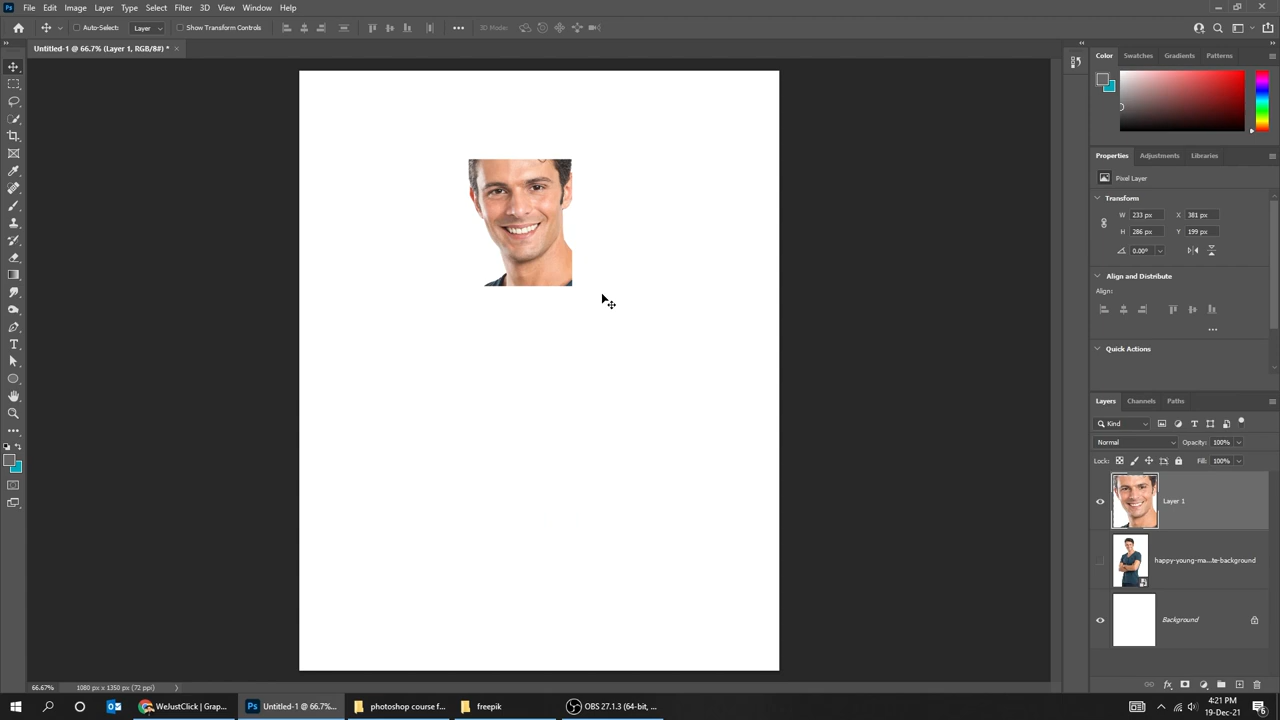 Ps File Edit Image Layer Type Select Filter 3D View Window Help
Auto-Select: Layer Show Transform Controls 3D Mode:
Untitled-1 @ 66.7% (Layer 1, RGB/8#) *
Color Swatches Gradients Patterns
Properties Adjustments Libraries
Pixel Layer
Transform
W 233 px X 381 px
H 286 px Y 199 px
0.00°
Align and Distribute
Align:
Quick Actions
Layers Channels Paths
Kind
Normal Opacity: 100%
Lock: Fill: 100%
Layer 1
happy-young-ma...te-background
Background
66.67% 1080 px x 1350 px (72 ppi)
WeJustClick | Grap... Ps Untitled-1 @ 66.7%... photoshop course f... freepik OBS 27.1.3 (64-bit, ...
4:21 PM
19-Dec-21
6